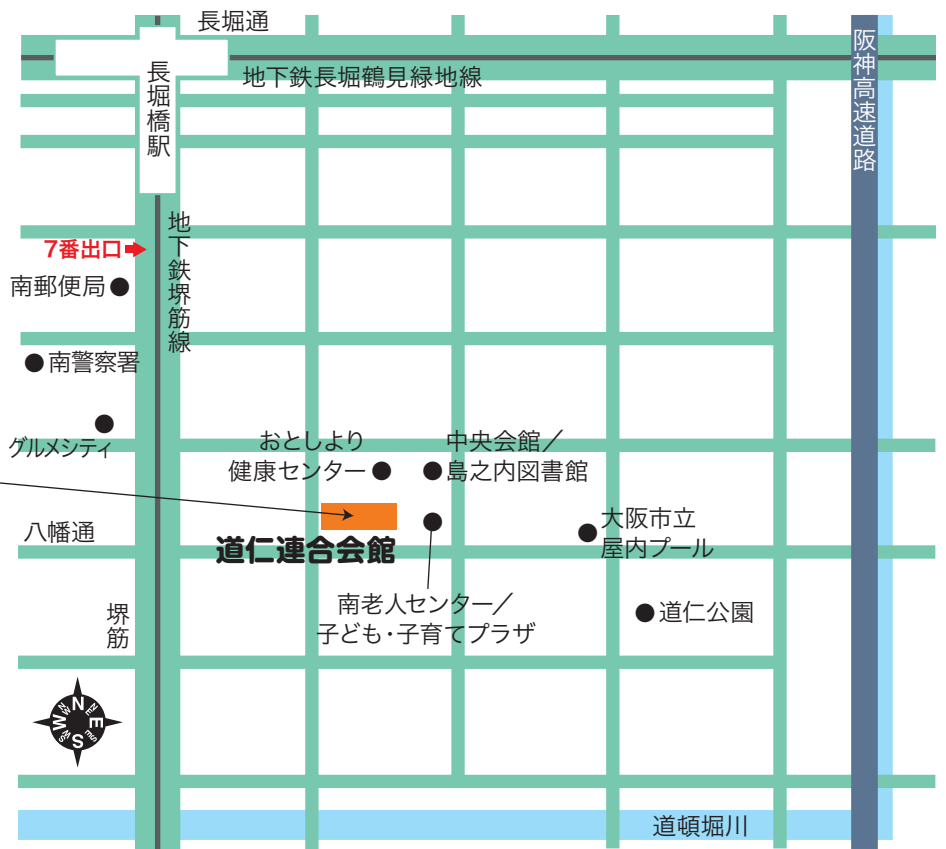 長堀通
地下鉄長堀鶴見緑地線
長堀橋駅
阪神高速道路
地下鉄堺筋線
7番出口
南郵便局
南警察署
グルメシティ
おとしより
健康センター
中央会館／
島之内図書館
八幡通
道仁連合会館
大阪市立
屋内プール
南老人センター／
子ども・子育てプラザ
道仁公園
堺筋
N
NW
NE
W
E
SW
SE
S
道頓堀川